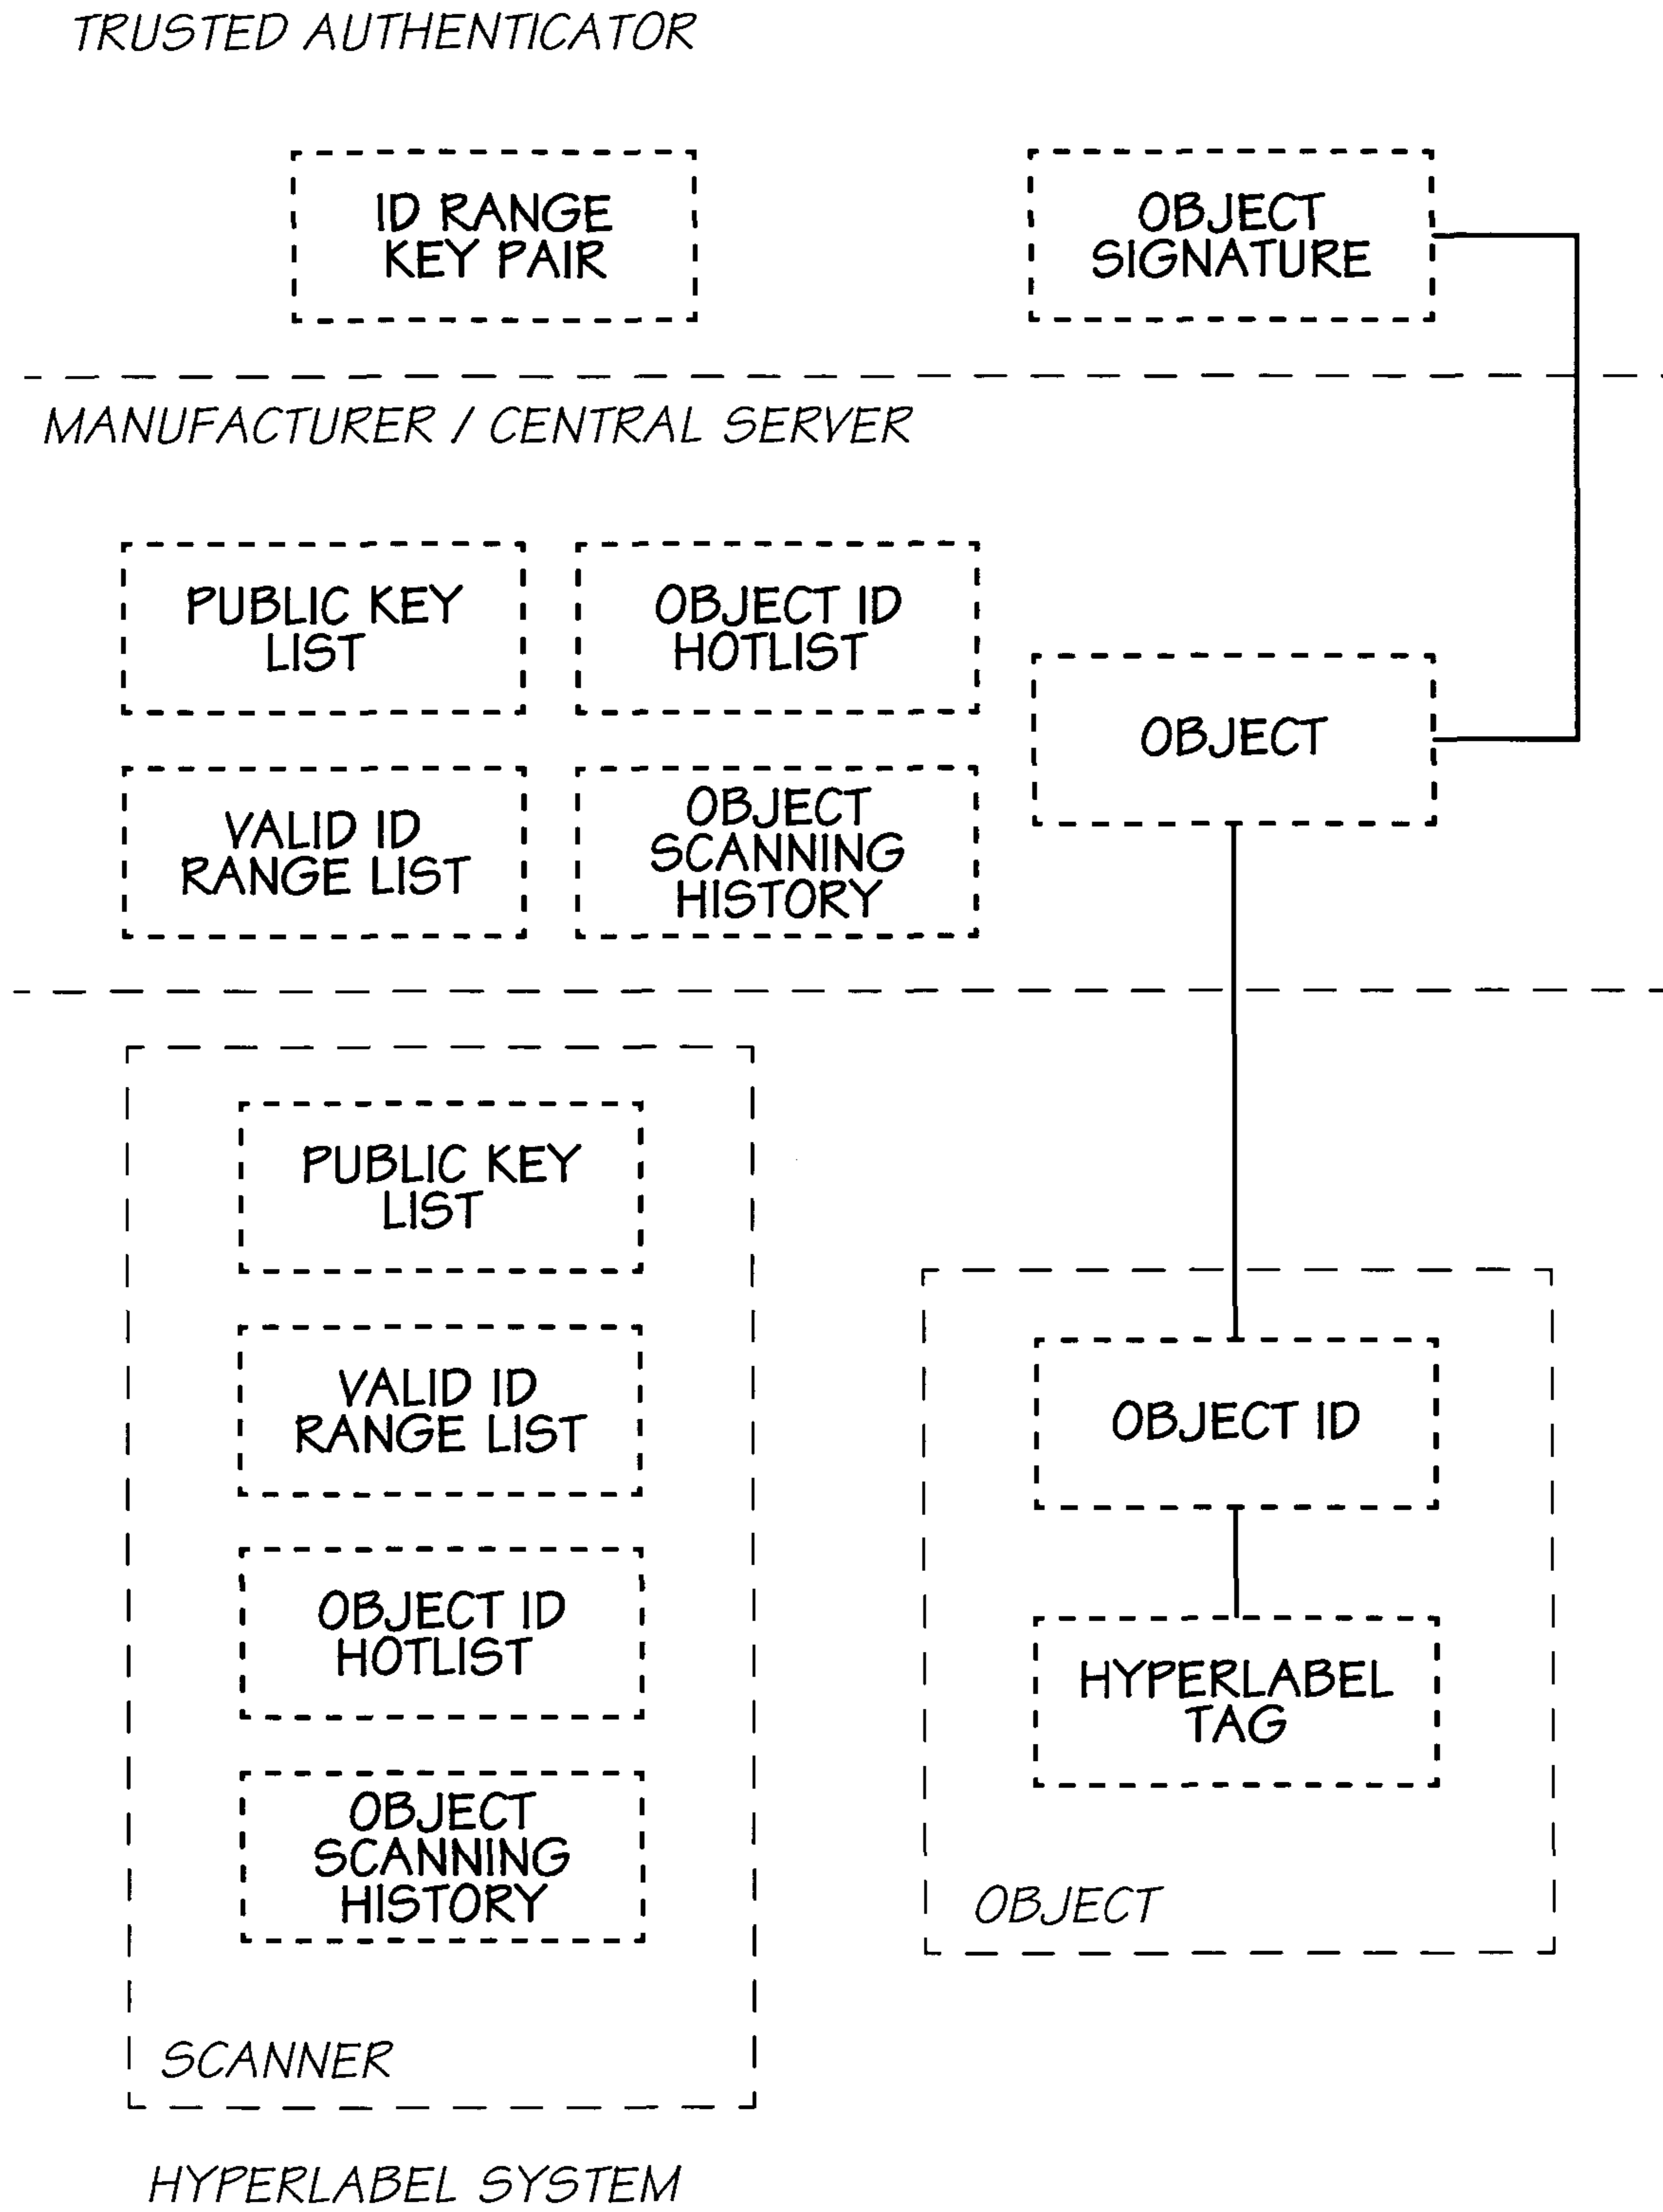 TRUSTED AUTHENTICATOR
ID RANGE
KEY PAIR
OBJECT
SIGNATURE
MANUFACTURER / CENTRAL SERVER
PUBLIC KEY
LIST
OBJECT ID
HOTLIST
OBJECT
VALID ID
RANGE LIST
OBJECT
SCANNING
HISTORY
PUBLIC KEY
LIST
VALID ID
RANGE LIST
OBJECT ID
HOTLIST
OBJECT
SCANNING
HISTORY
SCANNER
OBJECT ID
HYPERLABEL
TAG
OBJECT
HYPERLABEL SYSTEM